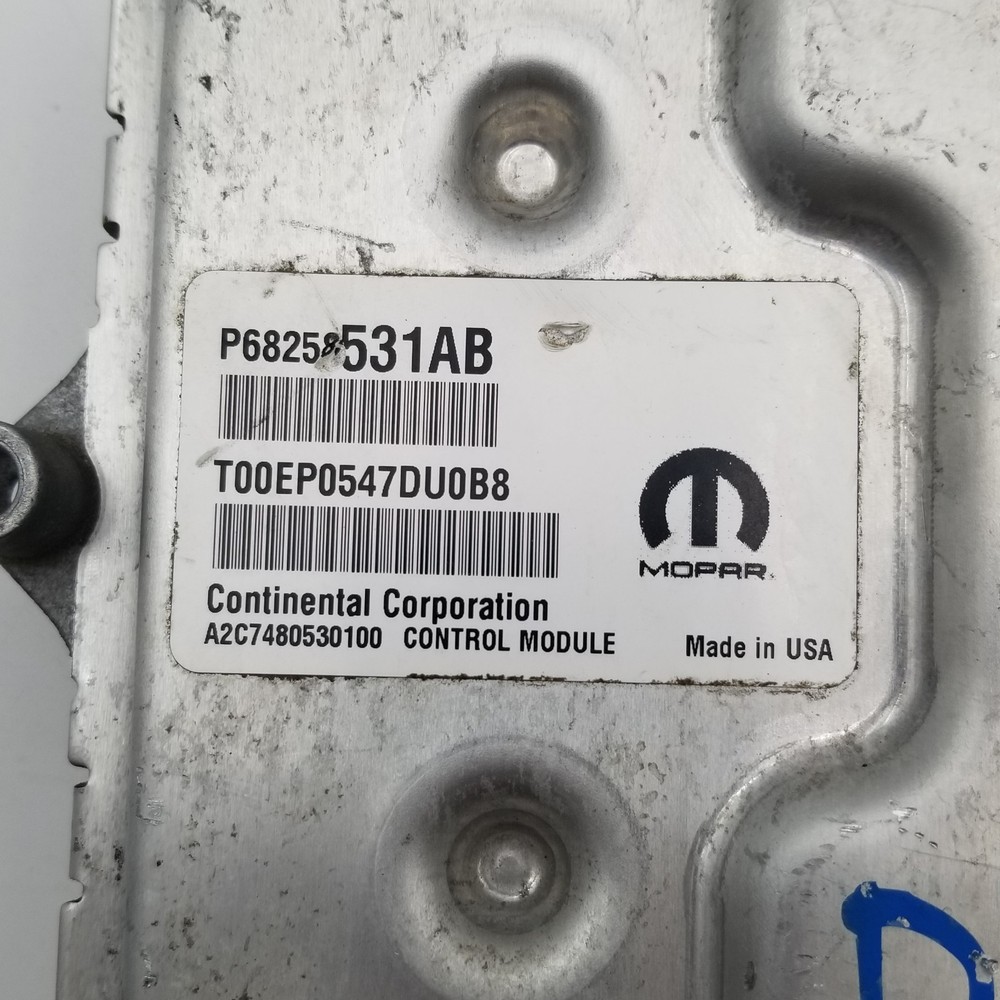 P68258531AB
T00EP0547DU0B8
MOPAR.
Continental Corporation
A2C7480530100 CONTROL MODULE Made in USA
D